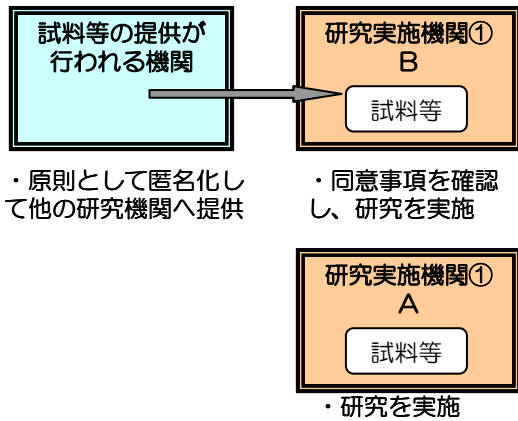 試料等の提供が
行われる機関
・原則として匿名化し
て他の研究機関へ提供
研究実施機関①
B
試料等
・同意事項を確認
し、研究を実施
研究実施機関①
A
試料等
・研究を実施